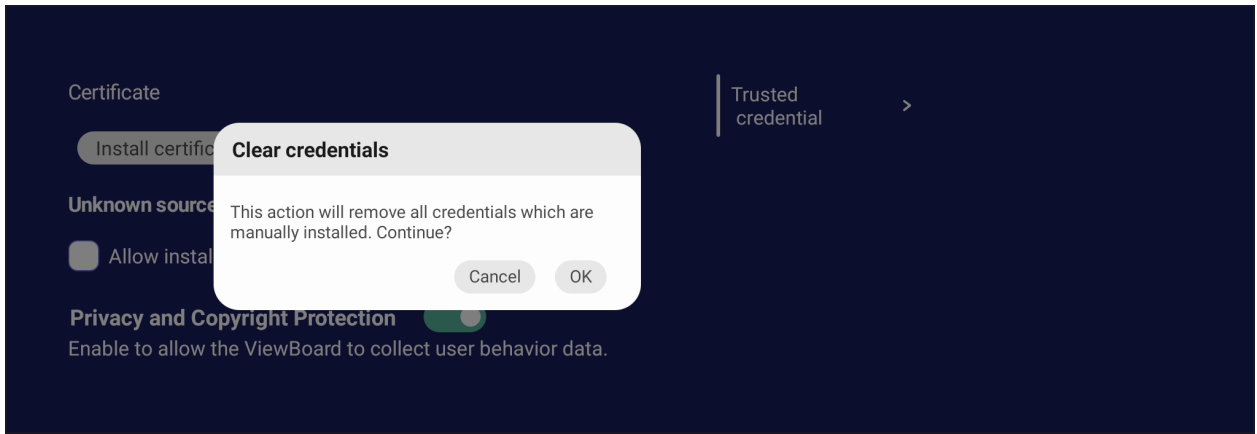 Certificate
Trusted
credential
Install certific
Clear credentials
Unknown source
This action will remove all credentials which are
manually installed. Continue?
Allow instal
Cancel
OK
Privacy and Copyright Protection
Enable to allow the ViewBoard to collect user behavior data.